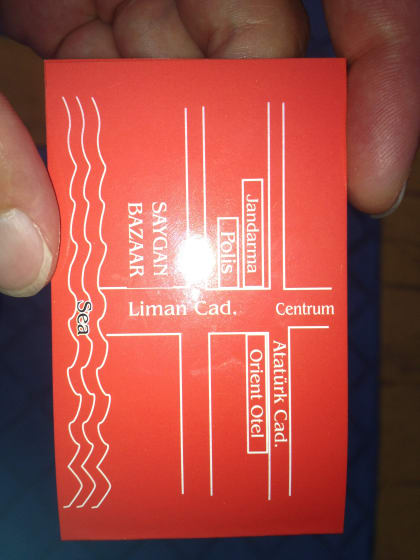 SAYGAN
BAZAAR
Jandarma
Polis
Sea
Liman Cad.
Centrum
Atatürk Cad.
Orient Otel